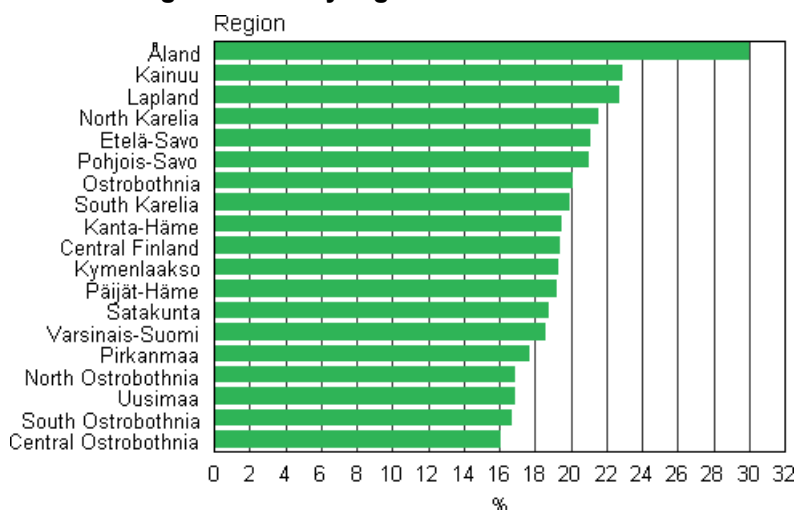 Region
Åland
Kainuu
Lapland
North Karelia
Etelä-Savo
Pohjois-Savo
Ostrobothnia
South Karelia
Kanta-Häme
Central Finland
Kymenlaakso
Päijät-Häme
Satakunta
Varsinais-Suomi
Pirkanmaa
North Ostrobothnia
Uusimaa
South Ostrobothnia
Central Ostrobothnia
0 2 4 6 8 10 12 14 16 18 20 22 24 26 28 30 32
%